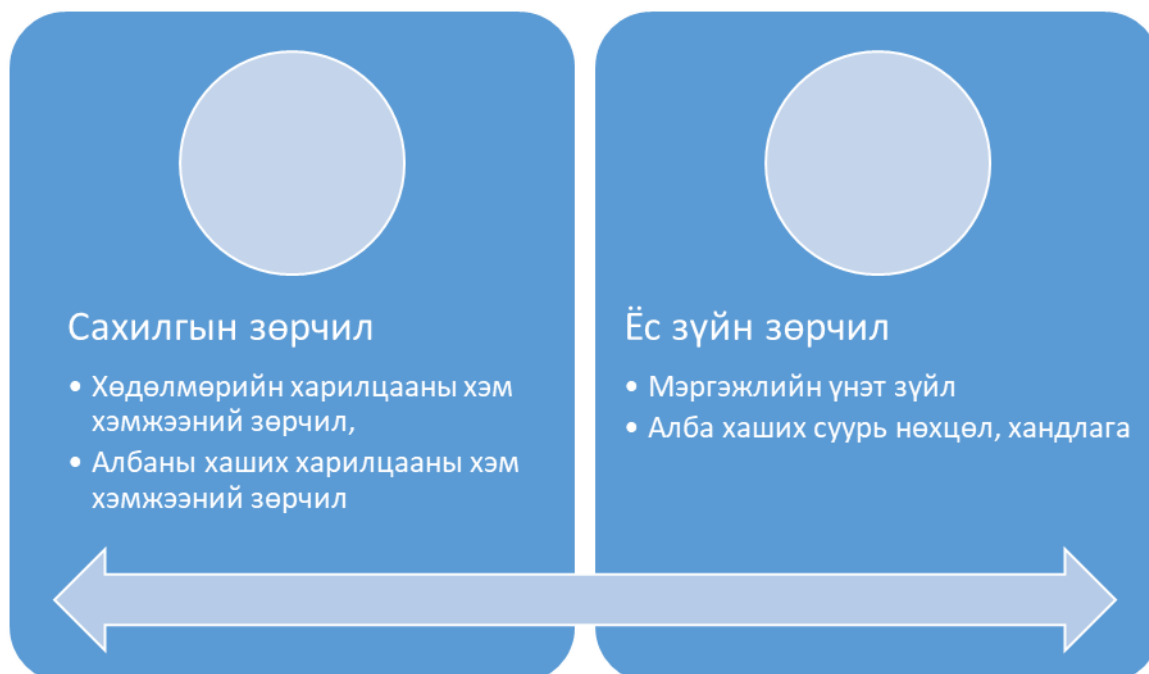 Сахилгын зөрчил
• Хөдөлмөрийн харилцааны хэм
хэмжээний зөрчил,
• Албаны хаших харилцааны хэм
хэмжээний зөрчил
Ёс зүйн зөрчил
• Мэргэжлийн үнэт зүйл
• Алба хаших суурь нөхцөл, хандлага